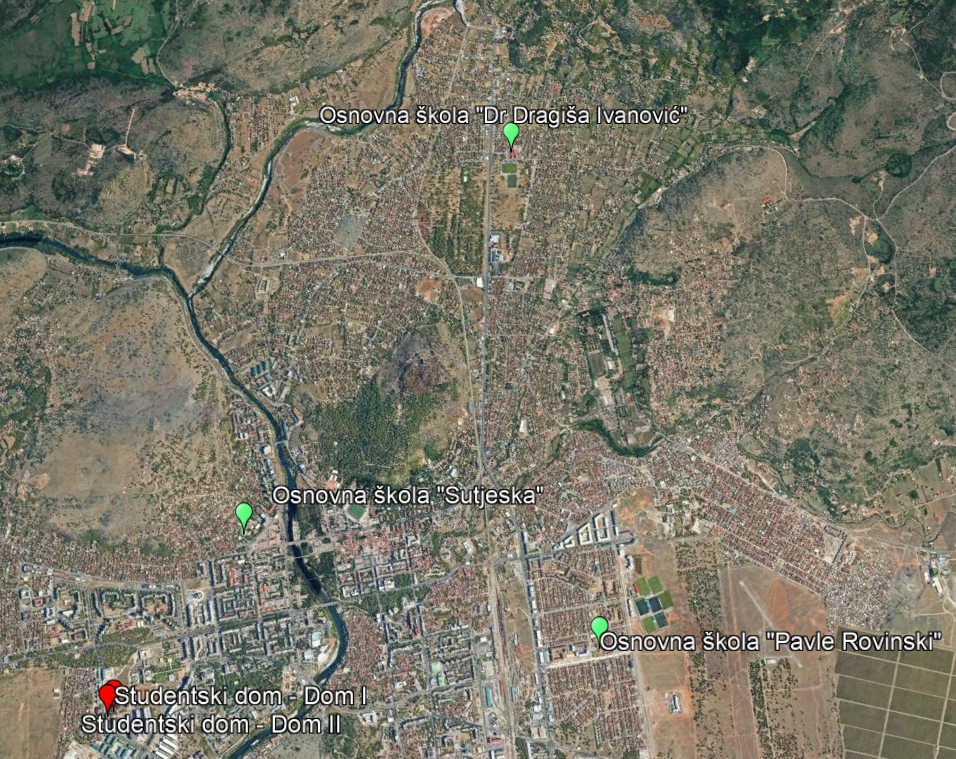 Osnovna škola "Dr Dragiša Ivanović"
Osnovna škola "Sutjeska"
Osnovna škola "Pavle Rovinski"
Studentski dom - Dom I
Studentski dom - Dom II